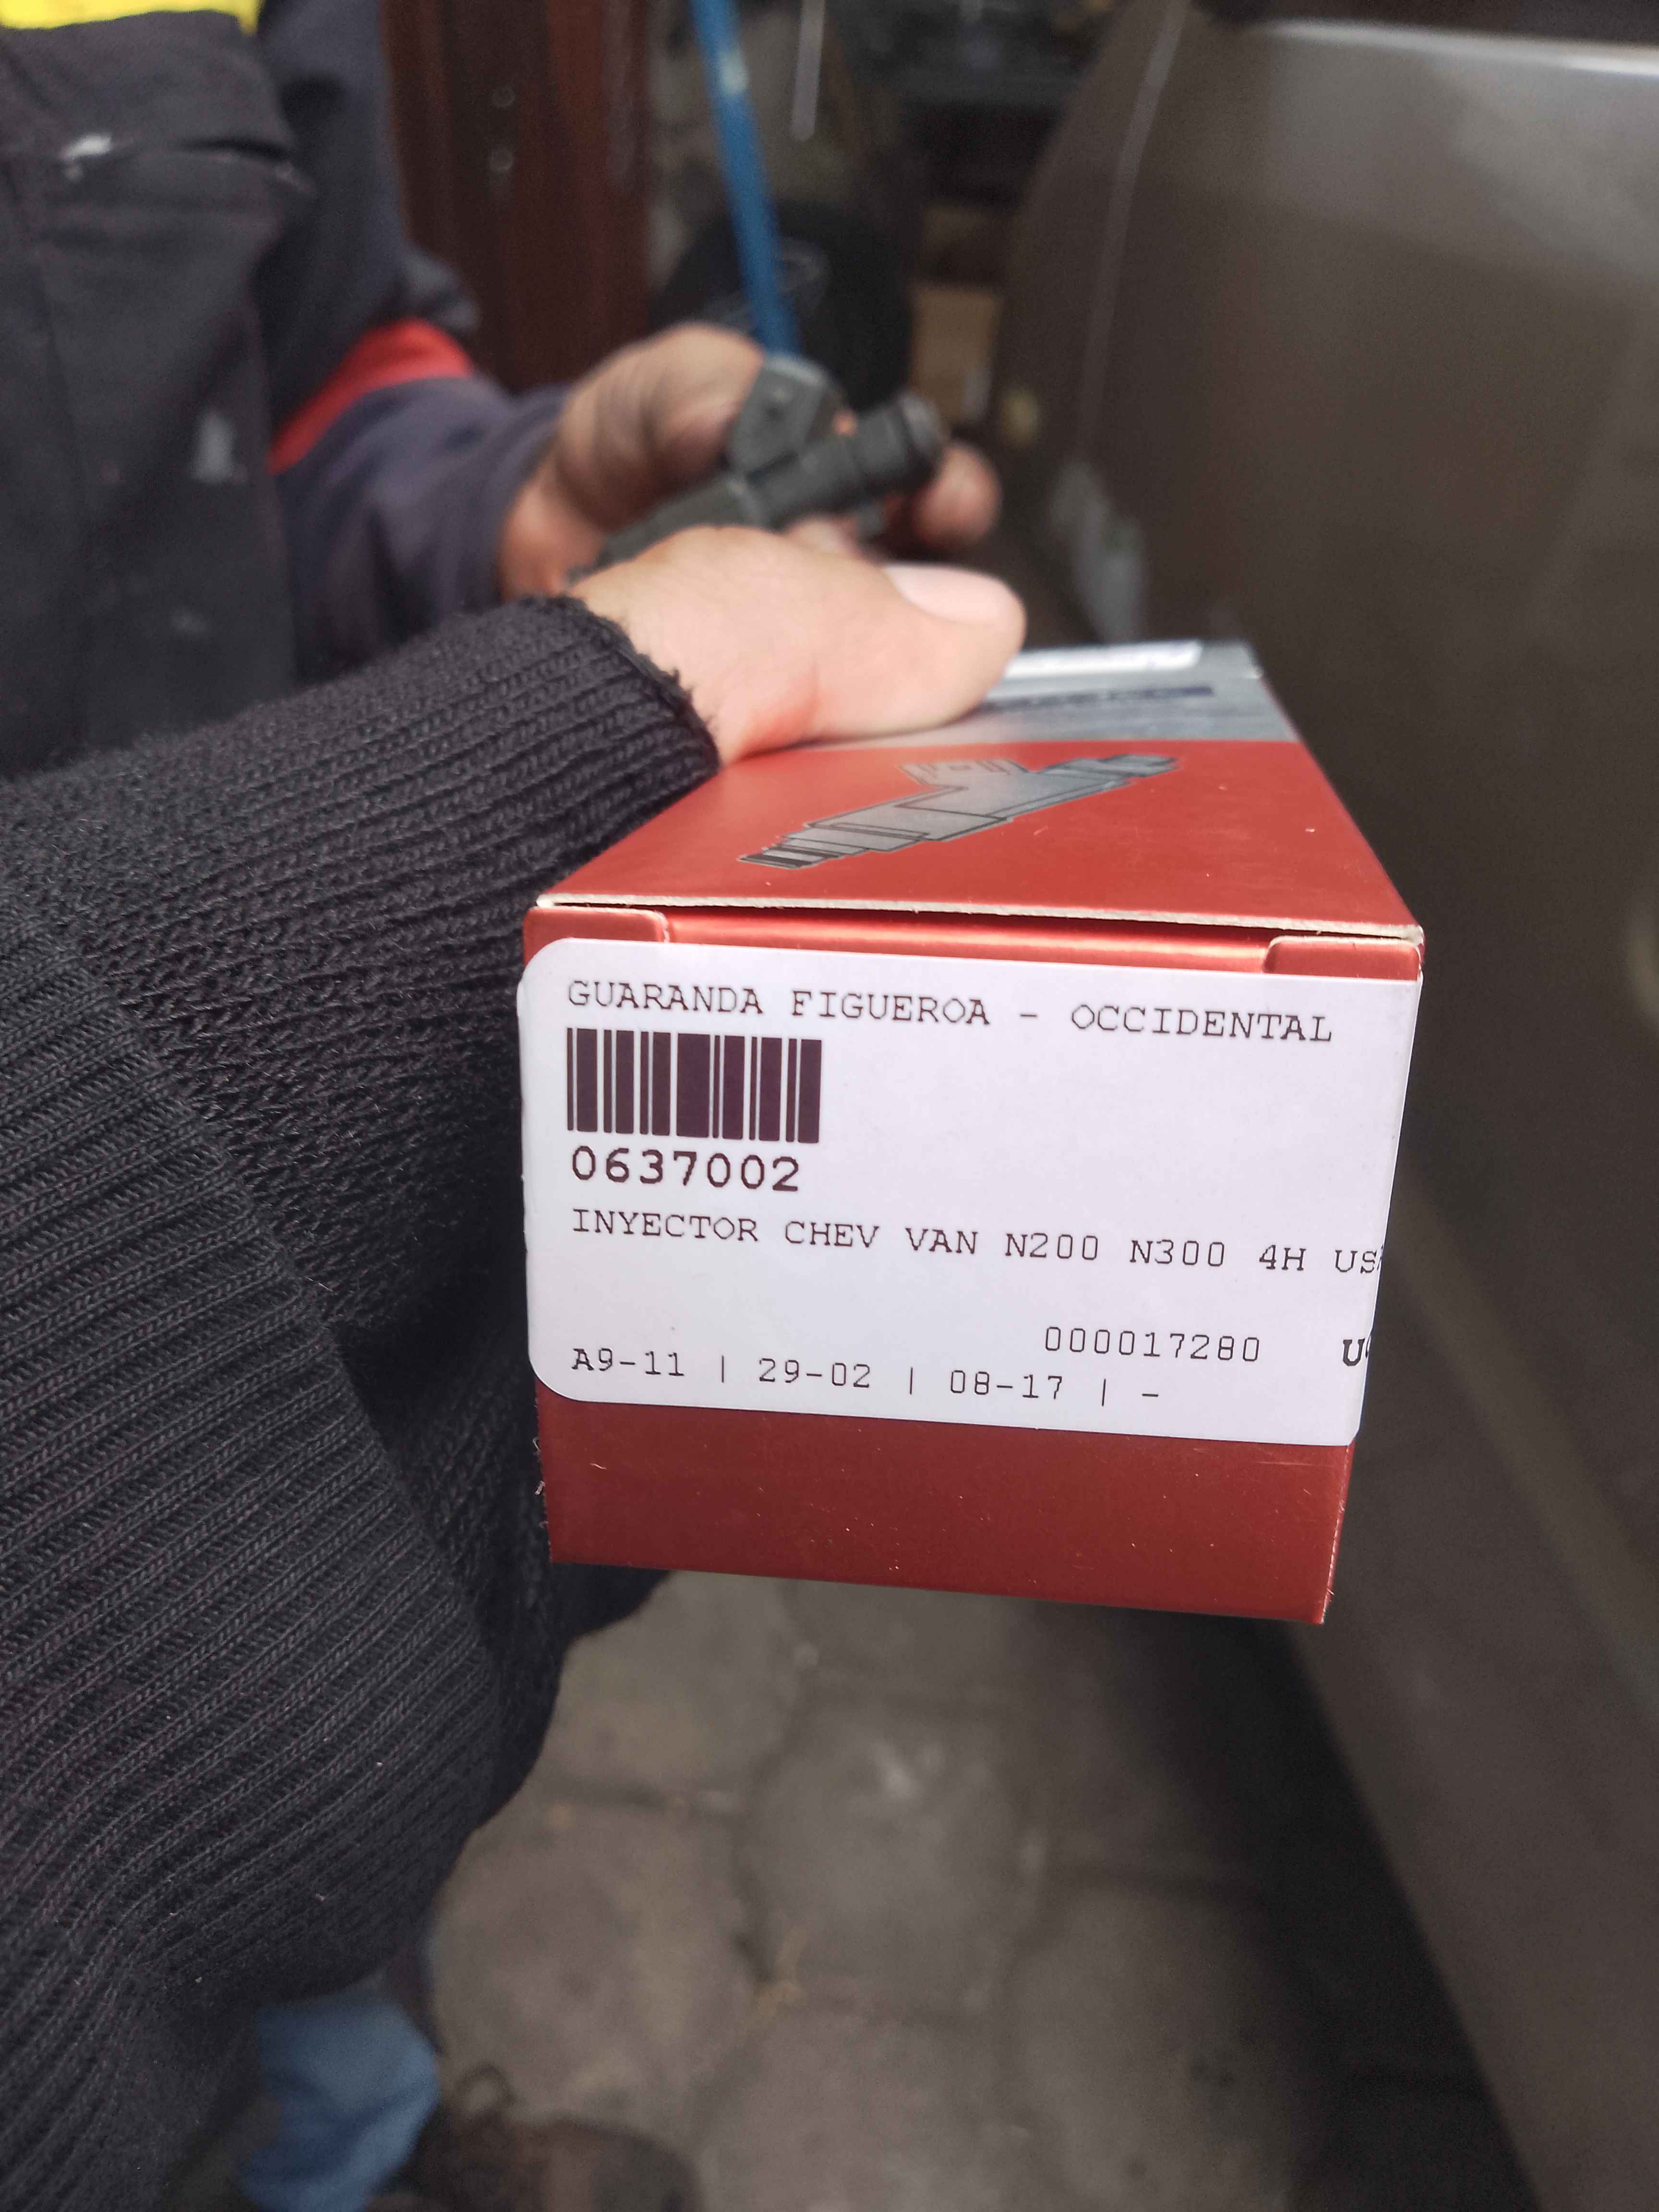 GUARANDA FIGUEROA - OCCIDENTAL
0637002
INYECTOR CHEV VAN N200 N300 4H
000017280
A9-11 | 29-02 | 08-17 | -